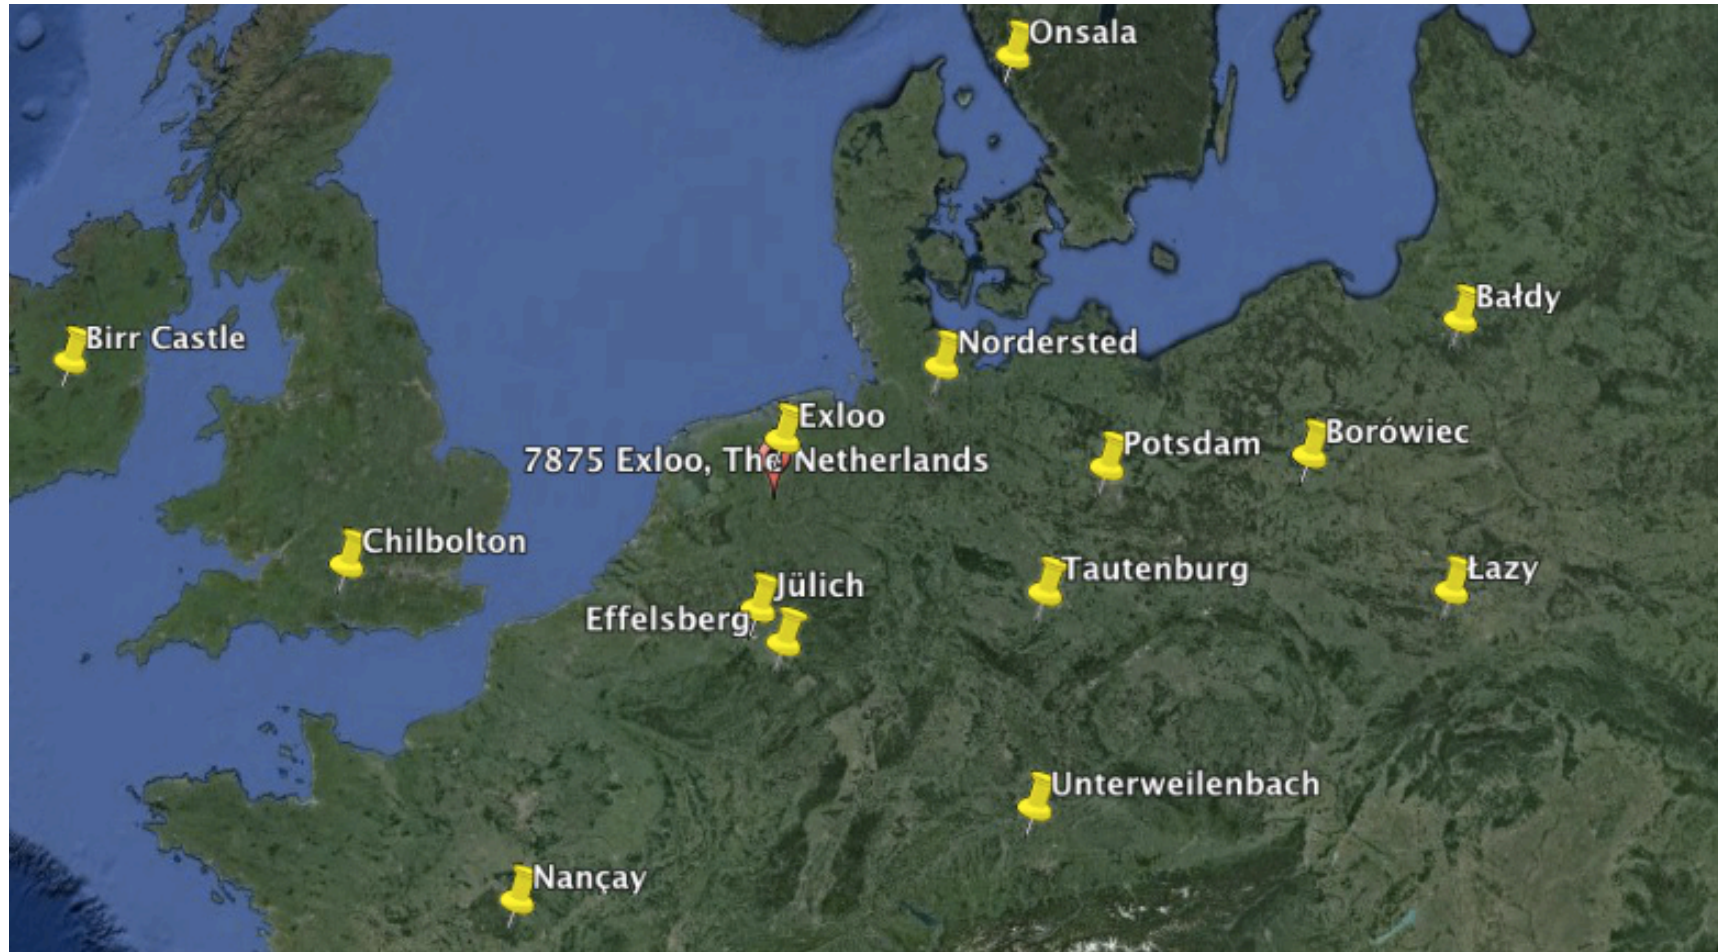 Onsala
Bałdy
Birr Castle
Nordersted
Exloo
Borówiec
Potsdam
7875 Exloo, The Netherlands
Chilbolton
Tautenburg
Łazy
Jülich
Effelsberg
Unterweilenbach
Nançay